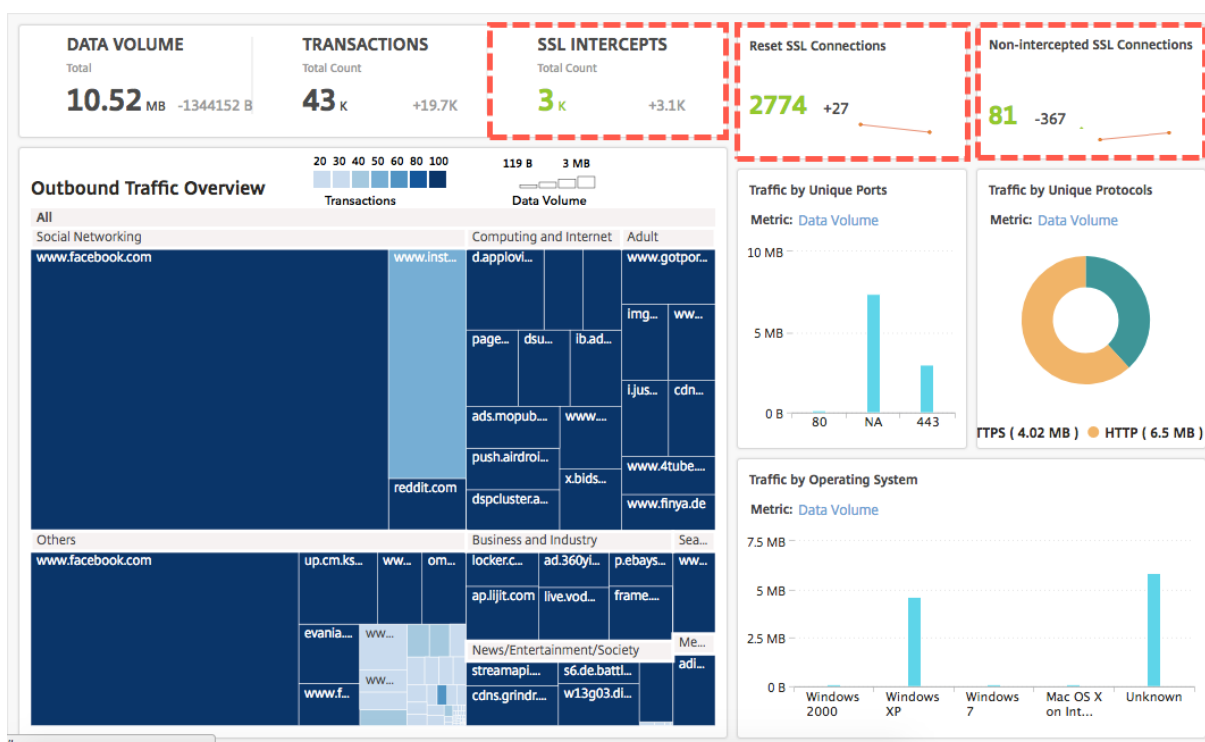 DATA VOLUME
Total
10.52 MB -1344152 B
TRANSACTIONS
Total Count
43 K +19.7K
SSL INTERCEPTS
Total Count
3 K +3.1K
Reset SSL Connections
2774 +27
Non-intercepted SSL Connections
81 -367
Outbound Traffic Overview
20 30 40 50 60 80 100
Transactions
119 B 3 MB
Data Volume
All
Social Networking
www.facebook.com
www.inst...
reddit.com
Computing and Internet
d.applovi...
page... dsu... ib.ad...
ads.mopub.... www....
push.airdroi...
x.bids...
dspcluster.a...
Adult
www.gotpor...
img... ww...
i.jus... cdn...
www.4tube....
www.finya.de
Others
www.facebook.com
up.cm.ks... ww... om...
evania.... ww...
ww...
www.f...
Business and Industry
locker.c... ad.360yi... p.ebays...
ap.lijit.com live.vod... frame....
Sea...
ww...
News/Entertainment/Society
streamapi.... s6.de.battl...
cdns.grindr.... w13g03.di...
Me...
adi...
Traffic by Unique Ports
Metric: Data Volume
10 MB
5 MB
0 B
80 NA 443
Traffic by Unique Protocols
Metric: Data Volume
TTPS ( 4.02 MB ) HTTP ( 6.5 MB )
Traffic by Operating System
Metric: Data Volume
7.5 MB
5 MB
2.5 MB
0 B
Windows 2000
Windows XP
Windows 7
Mac OS X on Int...
Unknown